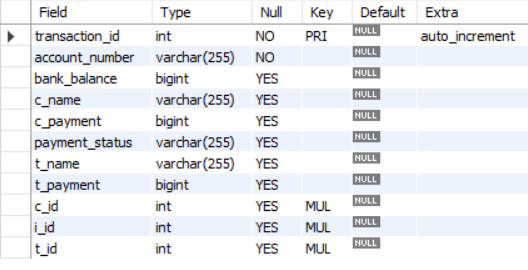 Field Type Null Key Default Extra
transaction_id int NO PRI NULL auto_increment
account_number varchar(255) NO NULL
bank_balance bigint YES NULL
c_name varchar(255) YES NULL
c_payment bigint YES NULL
payment_status varchar(255) YES NULL
t_name varchar(255) YES NULL
t_payment bigint YES NULL
c_id int YES MUL NULL
i_id int YES MUL NULL
t_id int YES MUL NULL